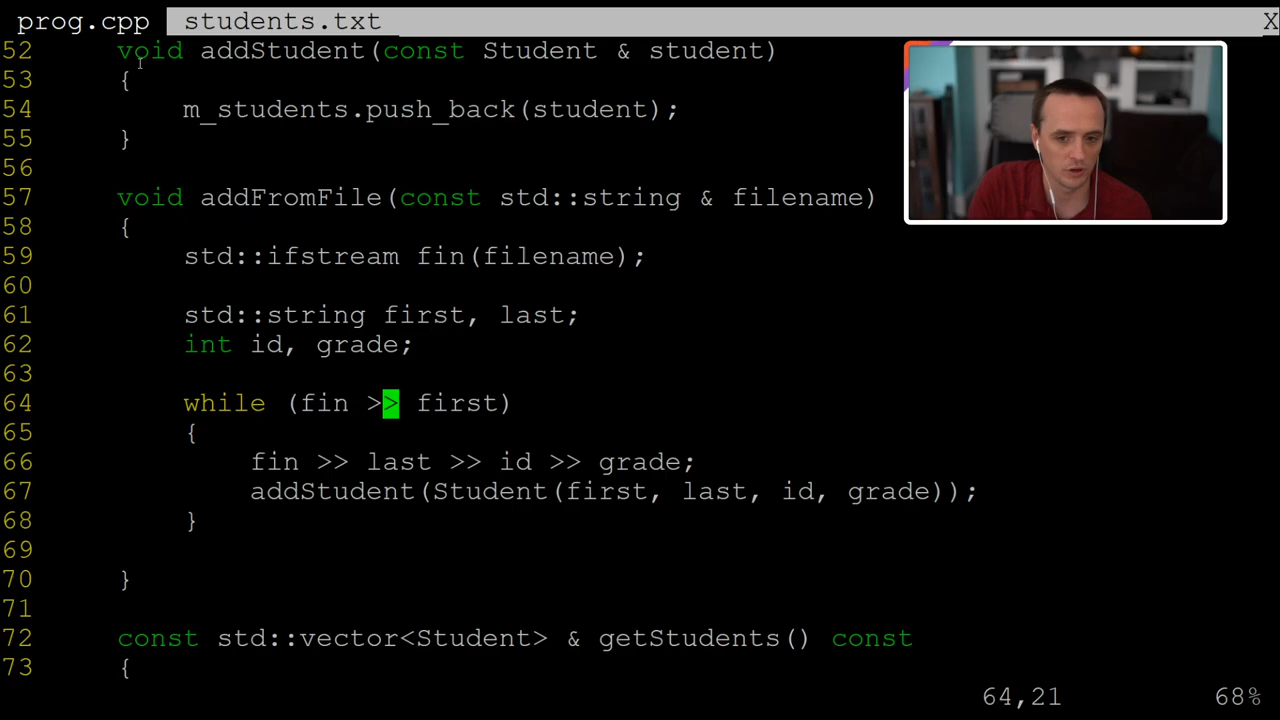 prog.cpp students.txt X
52     void addStudent(const Student & student)
53     {
54         m_students.push_back(student);
55     }
56
57     void addFromFile(const std::string & filename)
58     {
59         std::ifstream fin(filename);
60
61         std::string first, last;
62         int id, grade;
63
64         while (fin >> first)
65         {
66             fin >> last >> id >> grade;
67             addStudent(Student(first, last, id, grade));
68         }
69
70     }
71
72     const std::vector<Student> & getStudents() const
73     {
64,21 68%